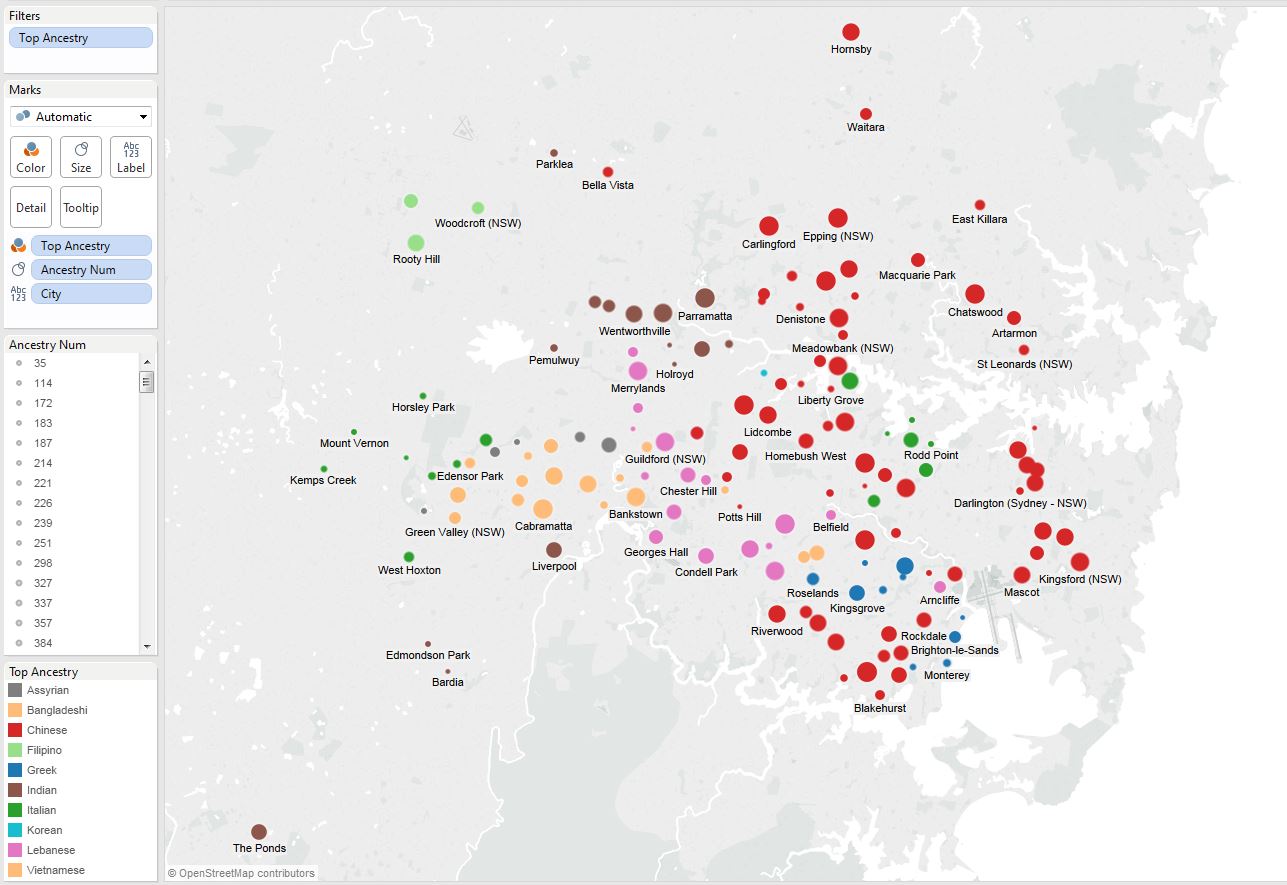 Filters
Top Ancestry
Marks
Automatic
Color
Size
Abc
123
Label
Detail
Tooltip
Top Ancestry
Ancestry Num
Abc
123
City
Ancestry Num
35
114
172
183
187
214
221
226
239
251
298
327
337
357
384
Top Ancestry
Assyrian
Bangladeshi
Chinese
Filipino
Greek
Indian
Italian
Korean
Lebanese
Vietnamese
Hornsby
Waitara
Parklea
Bella Vista
East Killara
Woodcroft (NSW)
Epping (NSW)
Carlingford
Rooty Hill
Macquarie Park
Chatswood
Parramatta
Denistone
Wentworthville
Artarmon
Meadowbank (NSW)
Pemulwuy
St Leonards (NSW)
Holroyd
Merrylands
Liberty Grove
Horsley Park
Lidcombe
Mount Vernon
Rodd Point
Homebush West
Guildford (NSW)
Edensor Park
Kemps Creek
Chester Hill
Darlington (Sydney - NSW)
Bankstown
Potts Hill
Cabramatta
Belfield
Green Valley (NSW)
Georges Hall
Liverpool
West Hoxton
Condell Park
Kingsford (NSW)
Mascot
Roselands
Arncliffe
Kingsgrove
Riverwood
Rockdale
Brighton-le-Sands
Edmondson Park
Monterey
Bardia
Blakehurst
The Ponds
© OpenStreetMap contributors